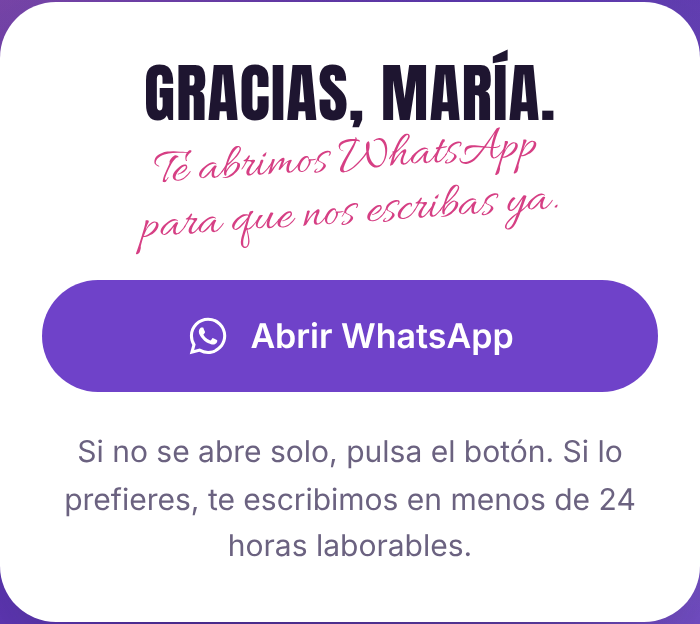 GRACIAS, MARÍA.
Te abrimos WhatsApp
para que nos escribas ya.
Abrir WhatsApp
Si no se abre solo, pulsa el botón. Si lo
prefieres, te escribimos en menos de 24
horas laborables.